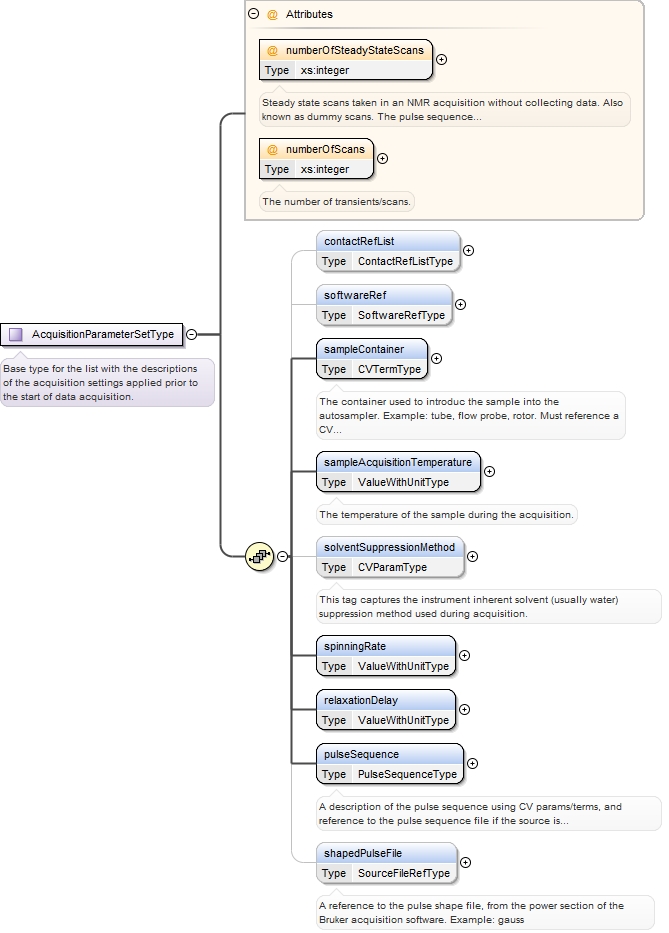 @ Attributes
@ numberOfSteadyStateScans
Type xs:integer
Steady state scans taken in an NMR acquisition without collecting data. Also
known as dummy scans. The pulse sequence...
@ numberOfScans
Type xs:integer
The number of transients/scans.
AcquisitionParameterSetType
Base type for the list with the descriptions
of the acquisition settings applied prior to
the start of data acquisition.
contactRefList
Type ContactRefListType
softwareRef
Type SoftwareRefType
sampleContainer
Type CVTermType
The container used to introduc the sample into the
autosampler. Example: tube, flow probe, rotor. Must reference a
CV...
sampleAcquisitionTemperature
Type ValueWithUnitType
The temperature of the sample during the acquisition.
solventSuppressionMethod
Type CVParamType
This tag captures the instrument inherent solvent (usually water)
suppression method used during acquisition.
spinningRate
Type ValueWithUnitType
relaxationDelay
Type ValueWithUnitType
pulseSequence
Type PulseSequenceType
A description of the pulse sequence using CV params/terms, and
reference to the pulse sequence file if the source is...
shapedPulseFile
Type SourceFileRefType
A reference to the pulse shape file, from the power section of the
Bruker acquisition software. Example: gauss